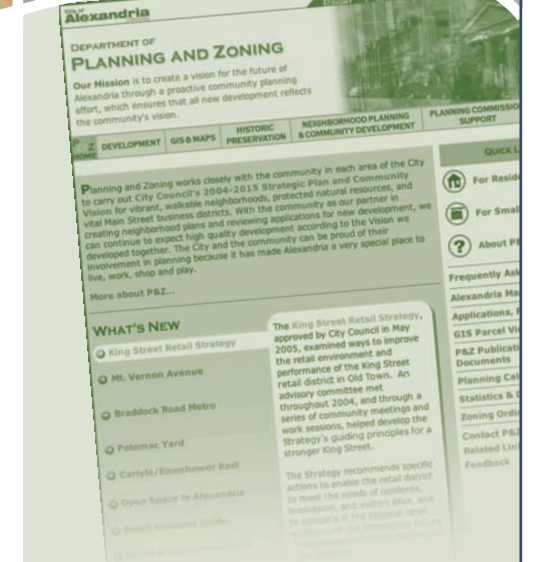 City of
Alexandria
DEPARTMENT OF
PLANNING AND ZONING
Our Mission is to create a vision for the future of
Alexandria through a proactive community planning
effort, which ensures that all new development reflects
the community's vision.
P Z
HOME
DEVELOPMENT
GIS & MAPS
HISTORIC
PRESERVATION
NEIGHBORHOOD PLANNING
& COMMUNITY DEVELOPMENT
PLANNING COMMISSIO
SUPPORT
Planning and Zoning works closely with the community in each area of the City
to carry out City Council's 2004-2015 Strategic Plan and Community
Vision for vibrant, walkable neighborhoods, protected natural resources, and
vital Main Street business districts. With the community as our partner in
creating neighborhood plans and reviewing applications for new development, we
can continue to expect high quality development according to the Vision we
developed together. The City and the community can be proud of their
involvement in planning because it has made Alexandria a very special place to
live, work, shop and play.
More about P&Z...
WHAT'S NEW
King Street Retail Strategy
Mt. Vernon Avenue
Braddock Road Metro
Potomac Yard
Carlyle/Eisenhower East
Open Space in Alexandria
Small Business Guide
The King Street Retail Strategy,
approved by City Council in May
2005, examined ways to improve
the retail environment and
performance of the King Street
retail district in Old Town. An
advisory committee met
throughout 2004, and through a
series of community meetings and
work sessions, helped develop the
Strategy's guiding principles for a
stronger King Street.
The Strategy recommends specific
actions to enable the retail district
to meet the needs of residents,
businesses, and visitors alike, and
to compete in the regional retail
QUICK L
For Resid
For Smal
About P&
Frequently Ask
Alexandria Ma
Applications, F
GIS Parcel Vi
P&Z Publicati
Documents
Planning Cal
Statistics & D
Zoning Ordi
Contact P&Z
Related Lin
Feedback